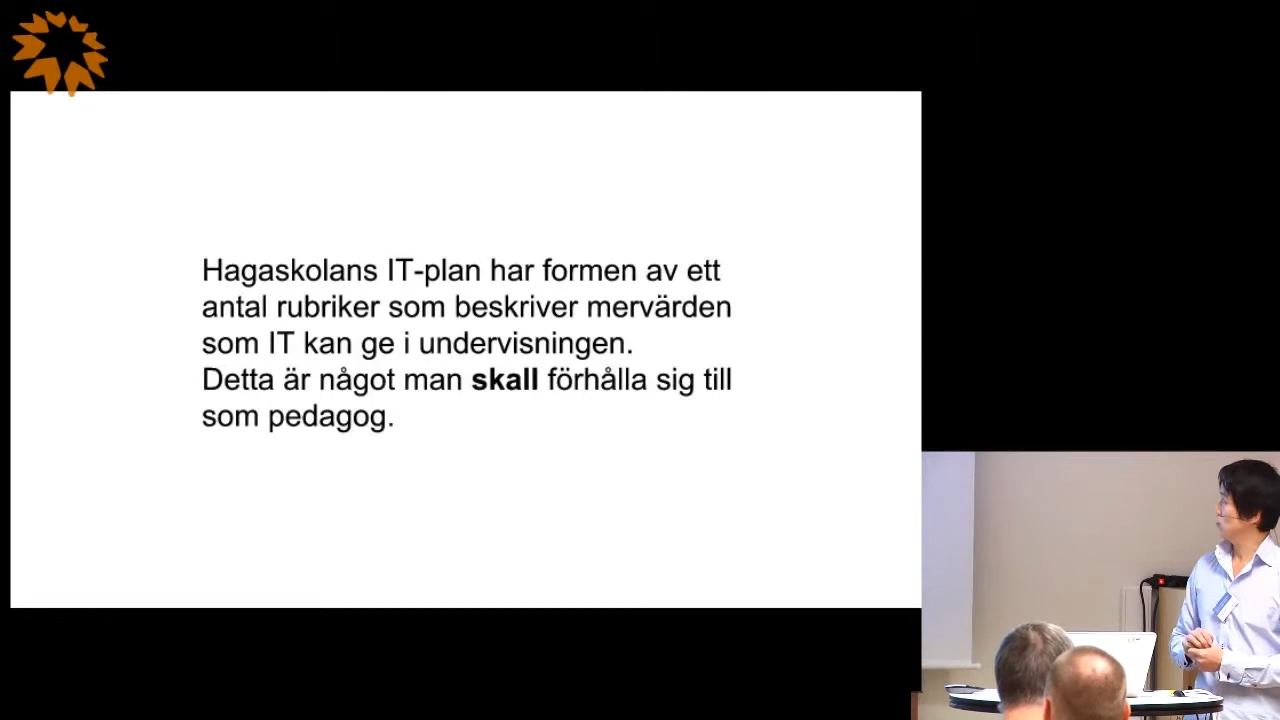 Hagaskolans IT-plan har formen av ett
antal rubriker som beskriver mervärden
som IT kan ge i undervisningen.
Detta är något man skall förhålla sig till
som pedagog.